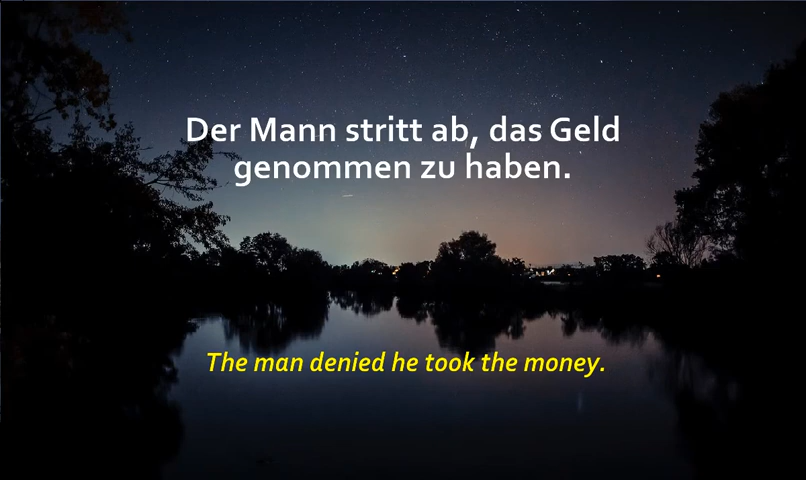 Der Mann stritt ab, das Geld
genommen zu haben.
The man denied he took the money.